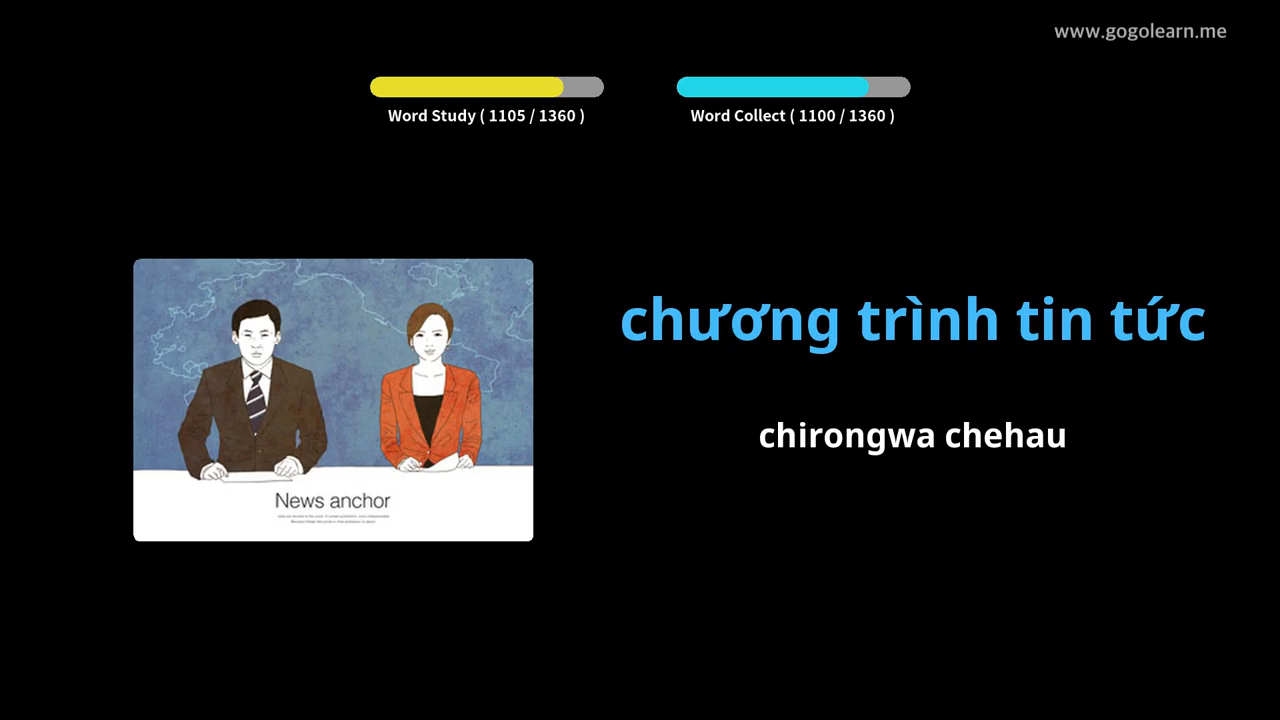 www.gogolearn.me
Word Study ( 1105 / 1360 )
Word Collect ( 1100 / 1360 )
chương trình tin tức
chirongwa chehau
News anchor